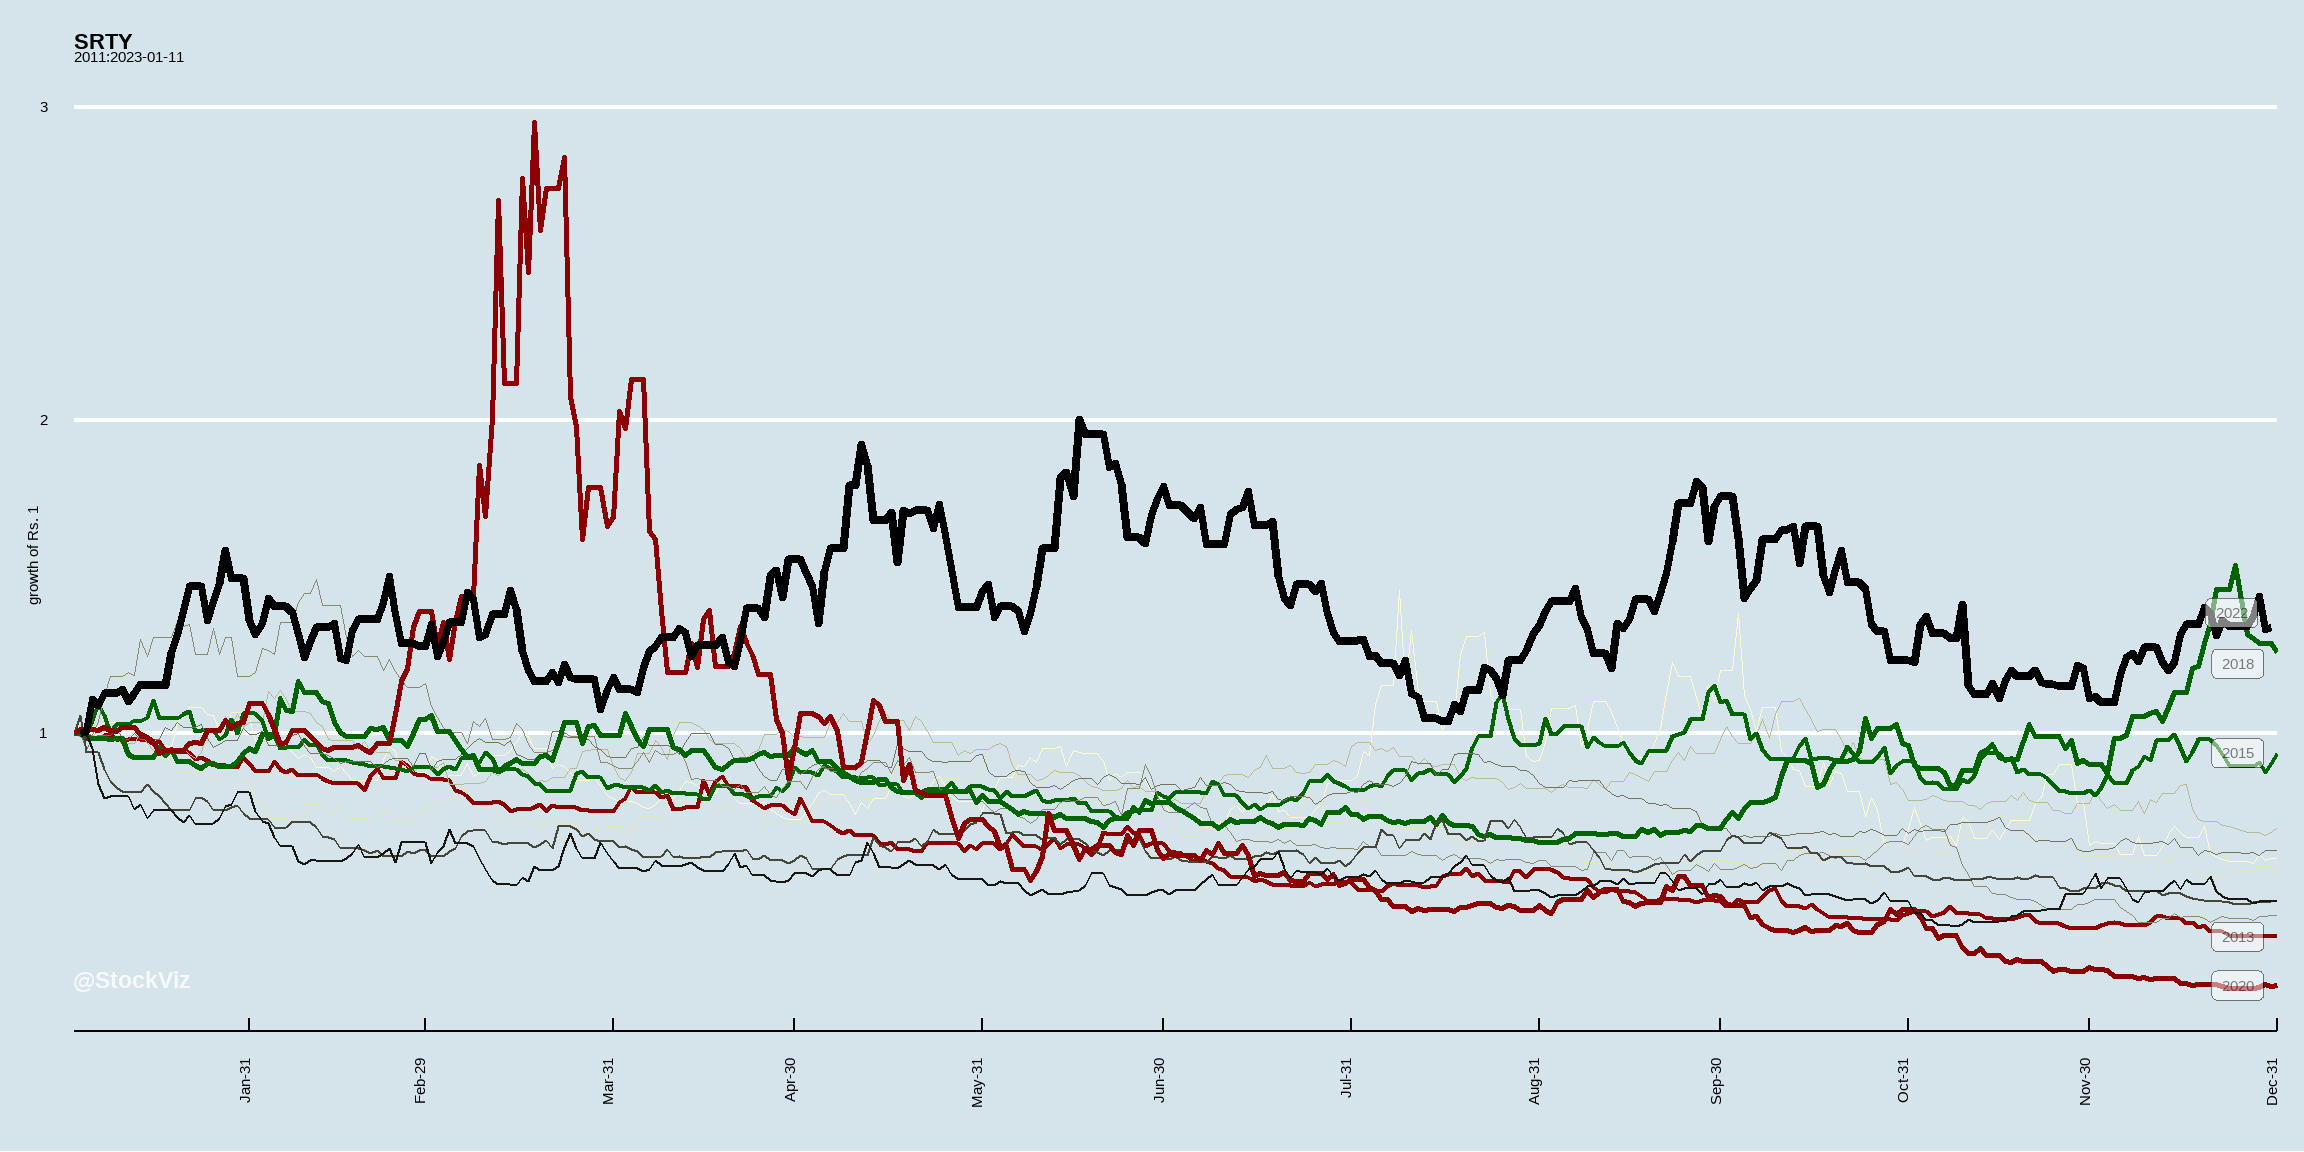 SRTY
2011:2023-01-11
3
2
1
growth of Rs. 1
2022
2018
2015
2013
2020
@StockViz
Jan-31
Feb-29
Mar-31
Apr-30
May-31
Jun-30
Jul-31
Aug-31
Sep-30
Oct-31
Nov-30
Dec-31